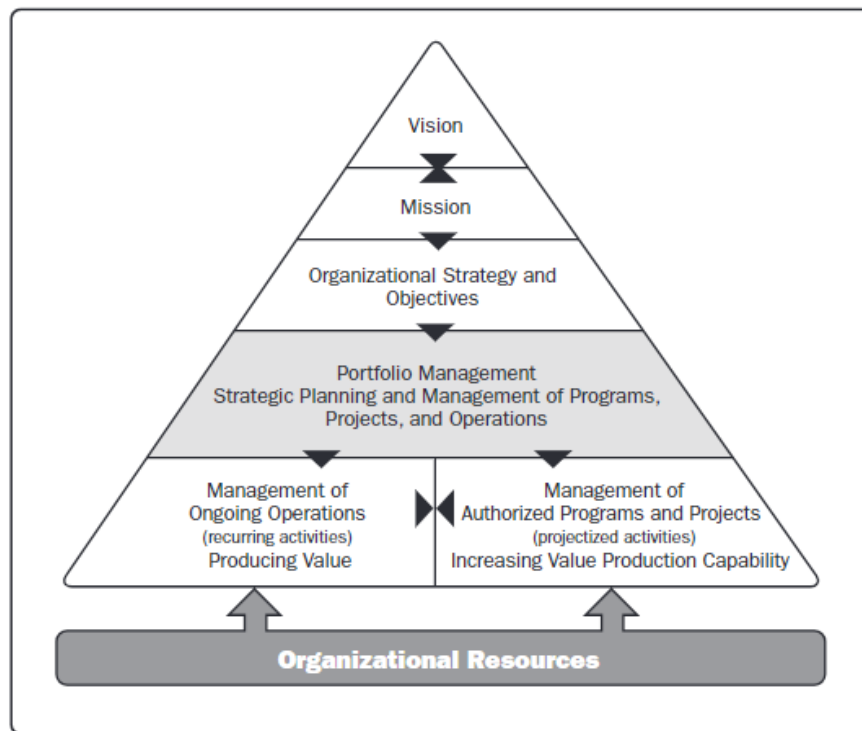 Vision
Mission
Organizational Strategy and
Objectives
Portfolio Management
Strategic Planning and Management of Programs,
Projects, and Operations
Management of
Ongoing Operations
(recurring activities)
Producing Value
Management of
Authorized Programs and Projects
(projectized activities)
Increasing Value Production Capability
Organizational Resources